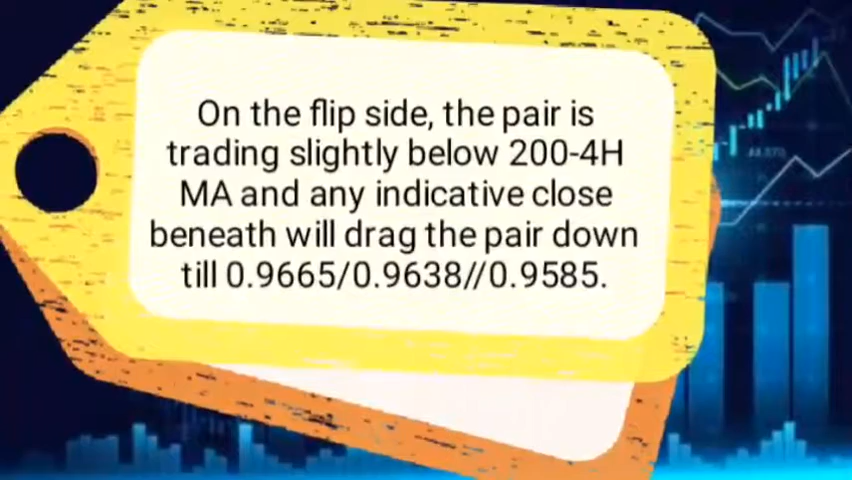 On the flip side, the pair is
trading slightly below 200-4H
MA and any indicative close
beneath will drag the pair down
till 0.9665/0.9638//0.9585.